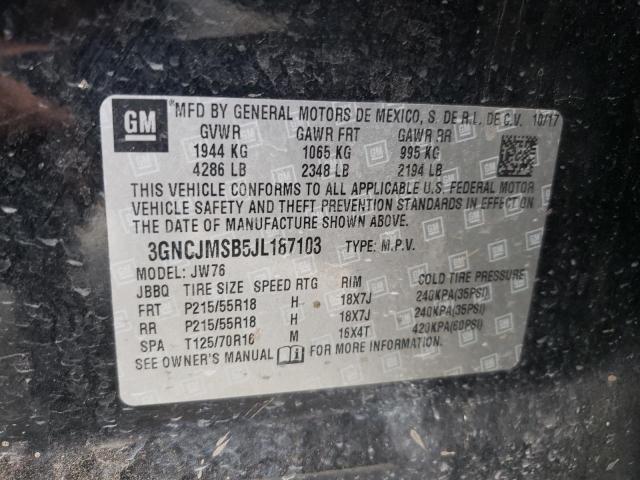 GM
*MFD BY GENERAL MOTORS DE MEXICO, S. DE R.L. DE C.V. 10/17
GVWR GAWR FRT GAWR RR
1944 KG 1065 KG 995 KG
4286 LB 2348 LB 2194 LB
THIS VEHICLE CONFORMS TO ALL APPLICABLE U.S. FEDERAL MOTOR
VEHICLE SAFETY AND THEFT PREVENTION STANDARDS IN EFFECT ON
THE DATE OF MANUFACTURE SHOWN ABOVE.
3GNCJMSB5JL187103 TYPE: M.P.V.
MODEL: JW76
JBBQ TIRE SIZE SPEED RTG RIM COLD TIRE PRESSURE
FRT P215/55R18 H 18X7J 240KPA(35PSI)
RR P215/55R18 H 18X7J 240KPA(35PSI)
SPA T125/70R16 M 16X4T 420KPA(60PSI)
SEE OWNER'S MANUAL FOR MORE INFORMATION.